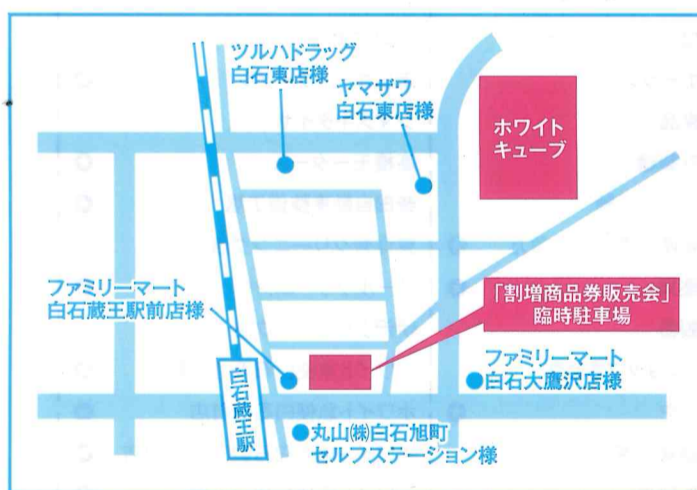 ツルハドラッグ
白石東店様
ヤマザワ
白石東店様
ホワイト
キューブ
ファミリーマート
白石蔵王駅前店様
「割増商品券販売会」
臨時駐車場
ファミリーマート
白石大鷹沢店様
白石蔵王駅
丸山㈱白石旭町
セルフステーション様